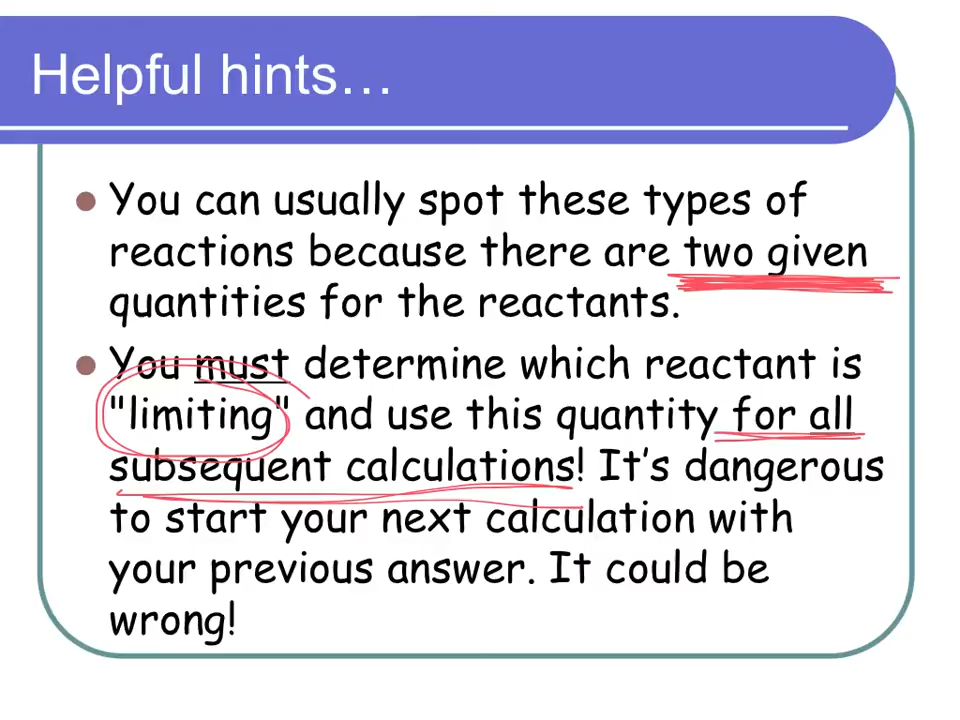 Helpful hints…
You can usually spot these types of
reactions because there are two given
quantities for the reactants.
You must determine which reactant is
"limiting" and use this quantity for all
subsequent calculations! It's dangerous
to start your next calculation with
your previous answer. It could be
wrong!